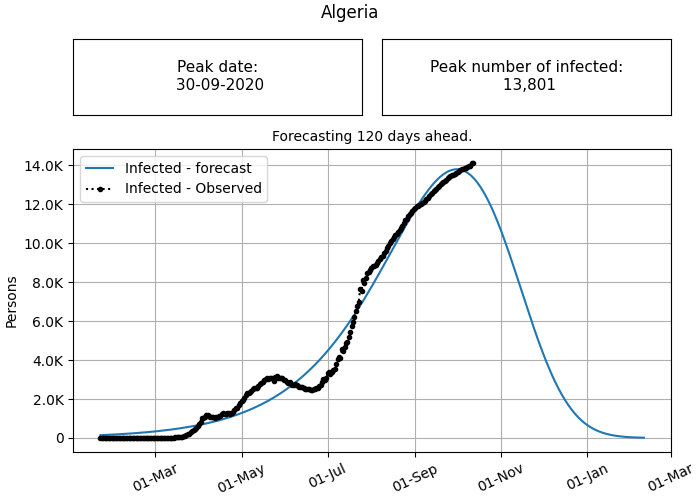 Algeria
Peak date:
30-09-2020
Peak number of infected:
13,801
Forecasting 120 days ahead.
Infected - forecast
Infected - Observed
14.0K
12.0K
10.0K
8.0K
6.0K
4.0K
2.0K
0
Persons
01-Mar
01-May
01-Jul
01-Sep
01-Nov
01-Jan
01-Mar